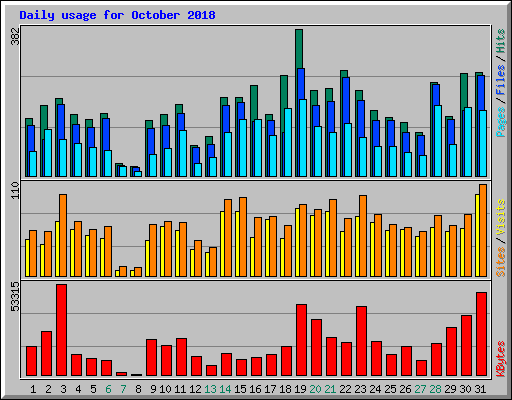 Daily usage for October 2018
382
Pages / Files / Hits
110
Sites / Visits
53315
KBytes
1 2 3 4 5 6 7 8 9 10 11 12 13 14 15 16 17 18 19 20 21 22 23 24 25 26 27 28 29 30 31